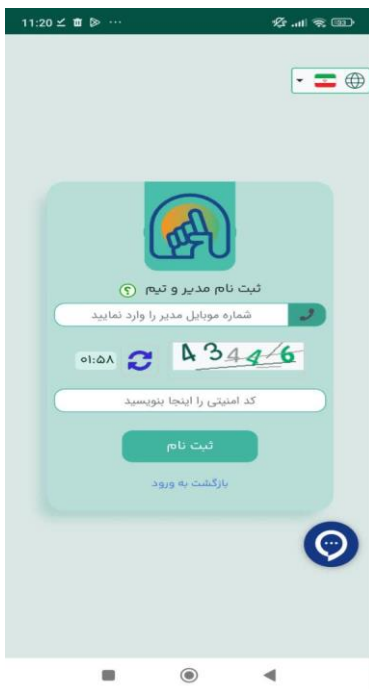 11:20
ثبت نام مدیر و تیم ؟
شماره موبایل مدیر را وارد نمایید
۰۱:۵۸ 43446
کد امنیتی را اینجا بنویسید
ثبت نام
بازگشت به ورود